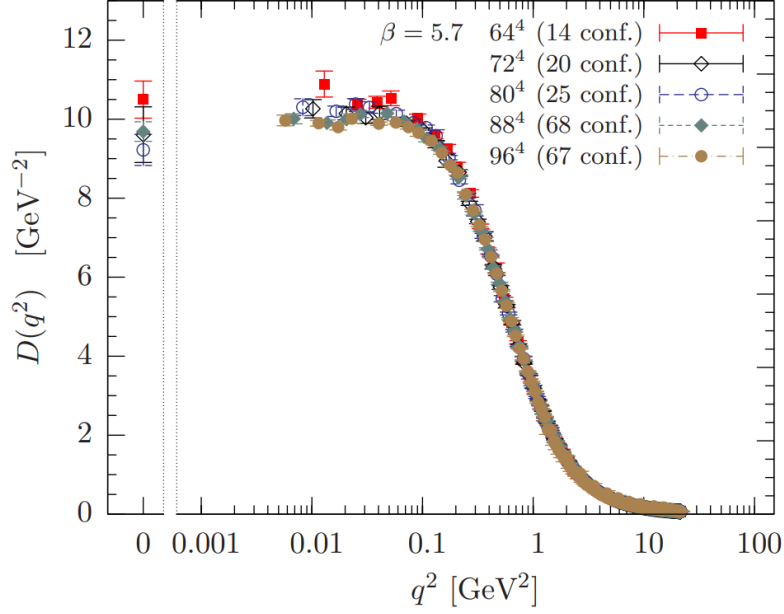 β = 5.7
64⁴ (14 conf.)
72⁴ (20 conf.)
80⁴ (25 conf.)
88⁴ (68 conf.)
96⁴ (67 conf.)
D(q²) [GeV⁻²]
12
10
8
6
4
2
0
0 0.001 0.01 0.1 1 10 100
q² [GeV²]